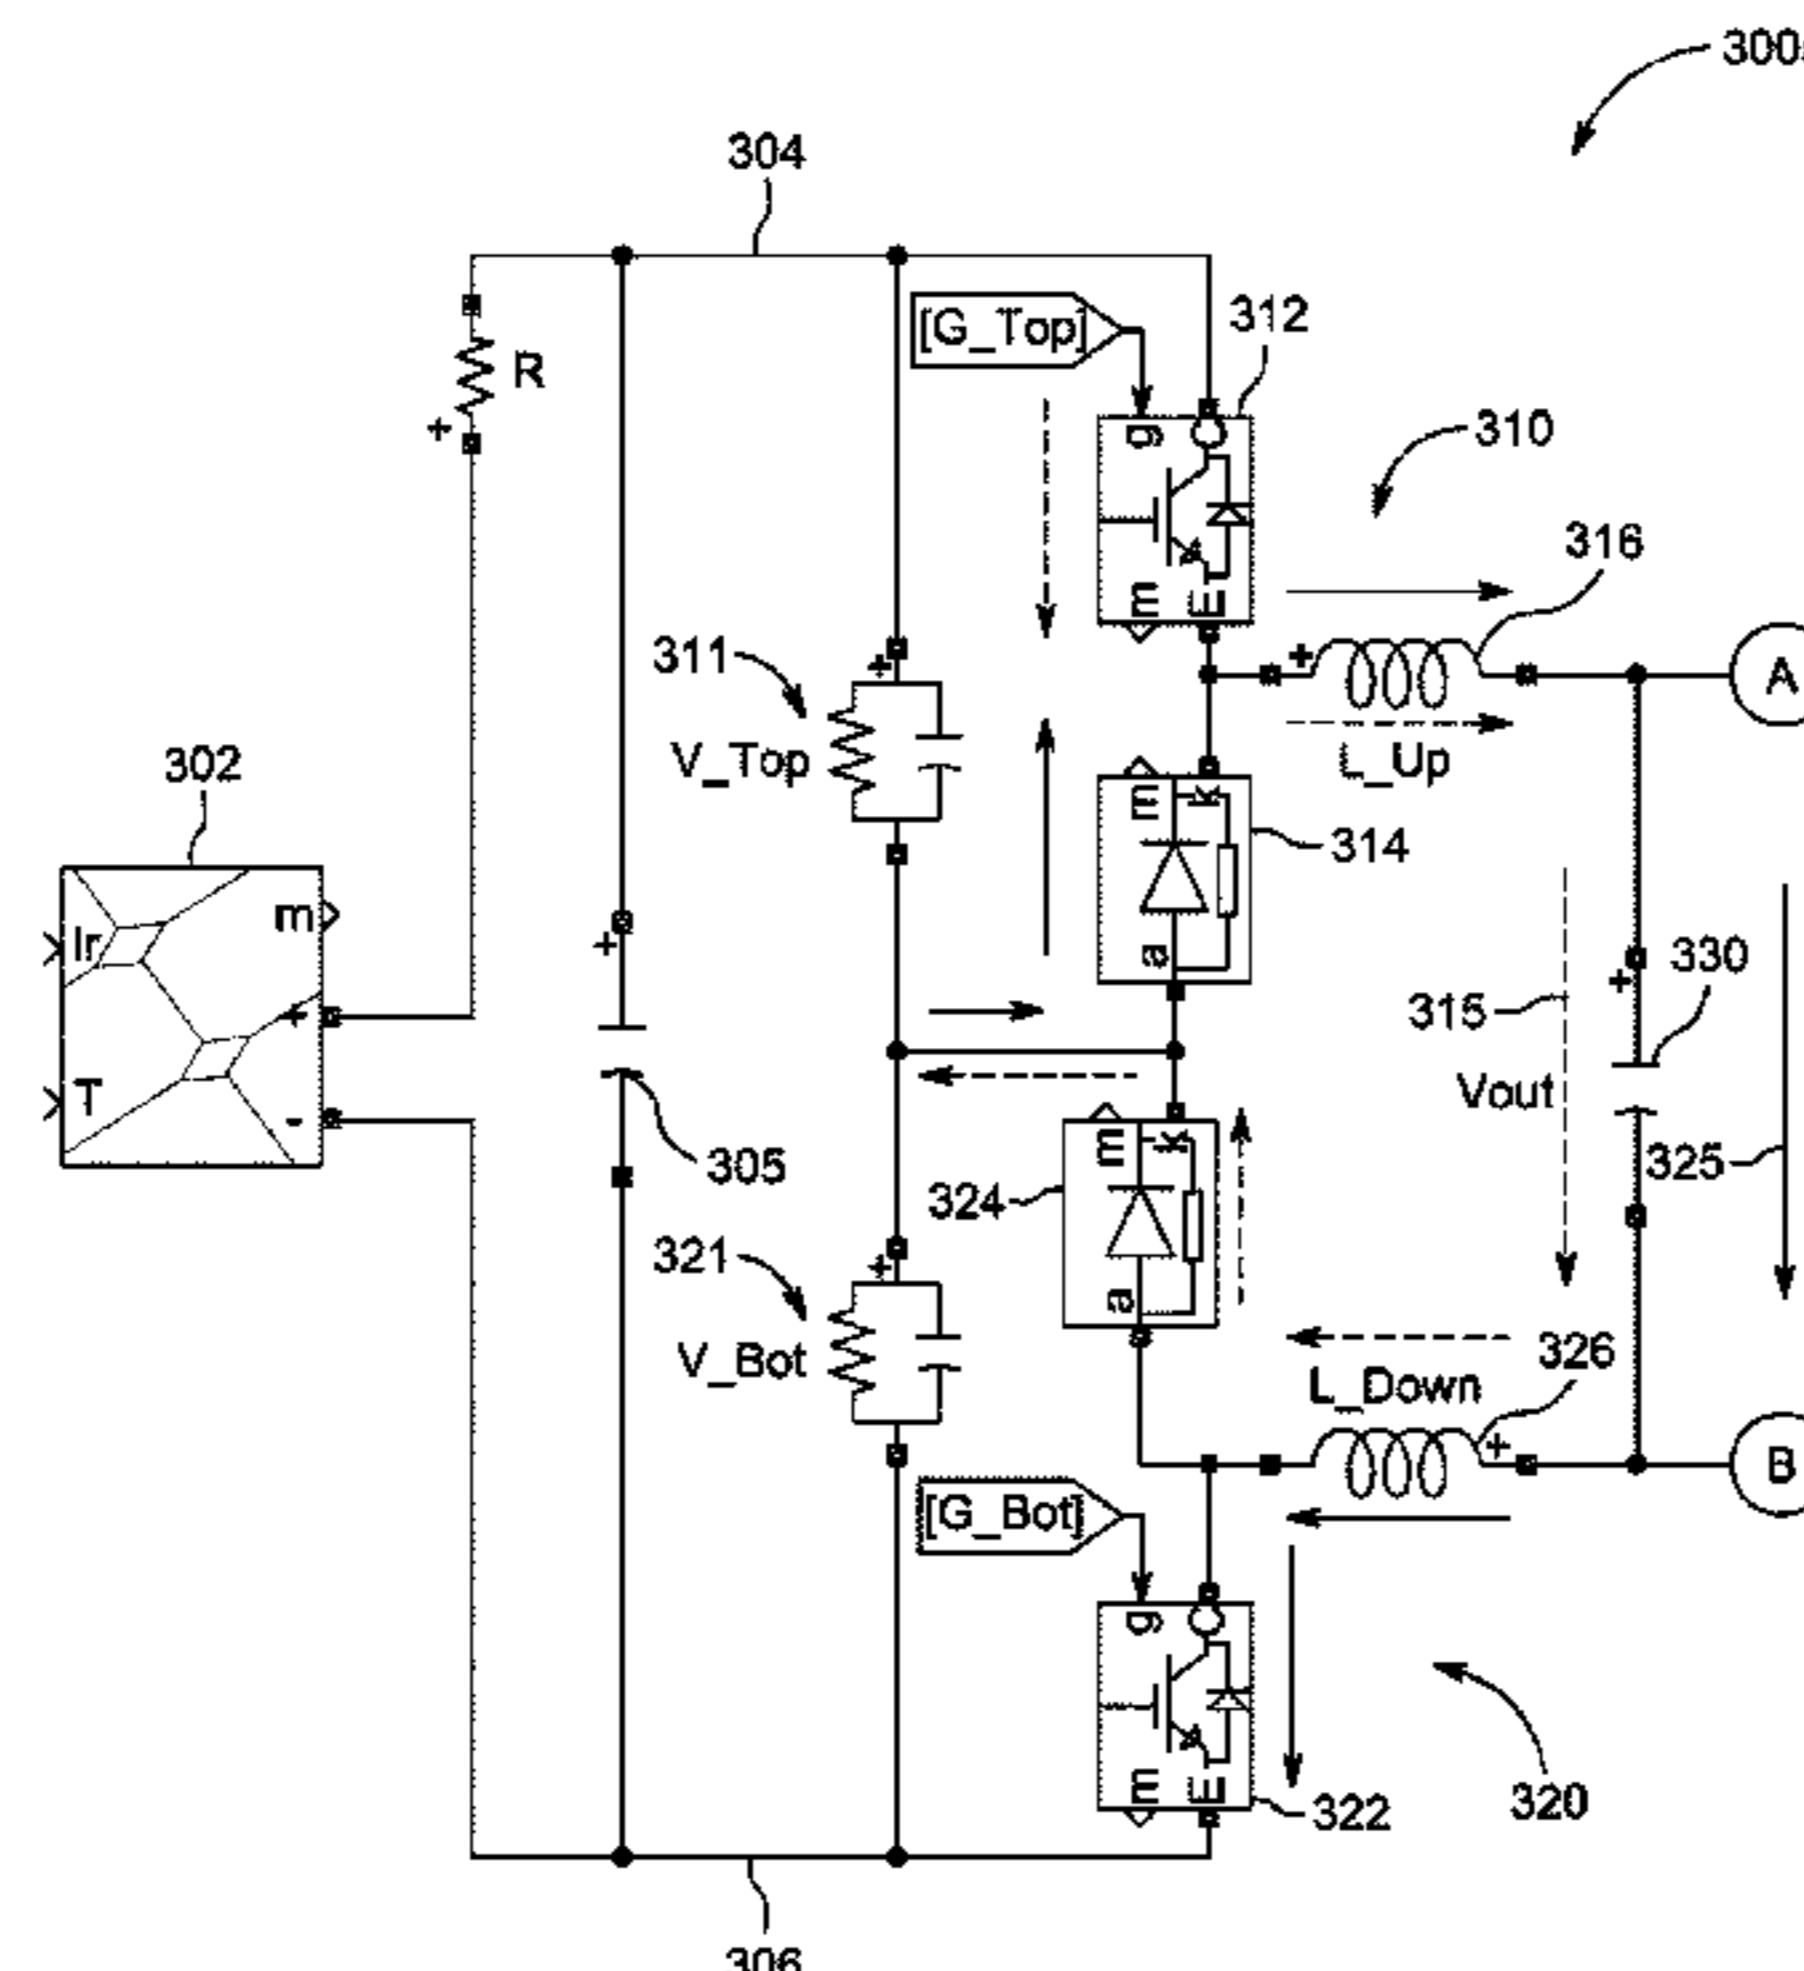 300
304
[G_Top]
312
R
+
g
310
316
m
E
311
+
V_Top
+
A
L_Up
302
m
k
314
Ir
m
+
a
+
330
315
+
T
-
Vout
305
m
k
325
324
321
+
a
326
V_Bot
L_Down
+
B
[G_Bot]
g
m
E
322
320
306